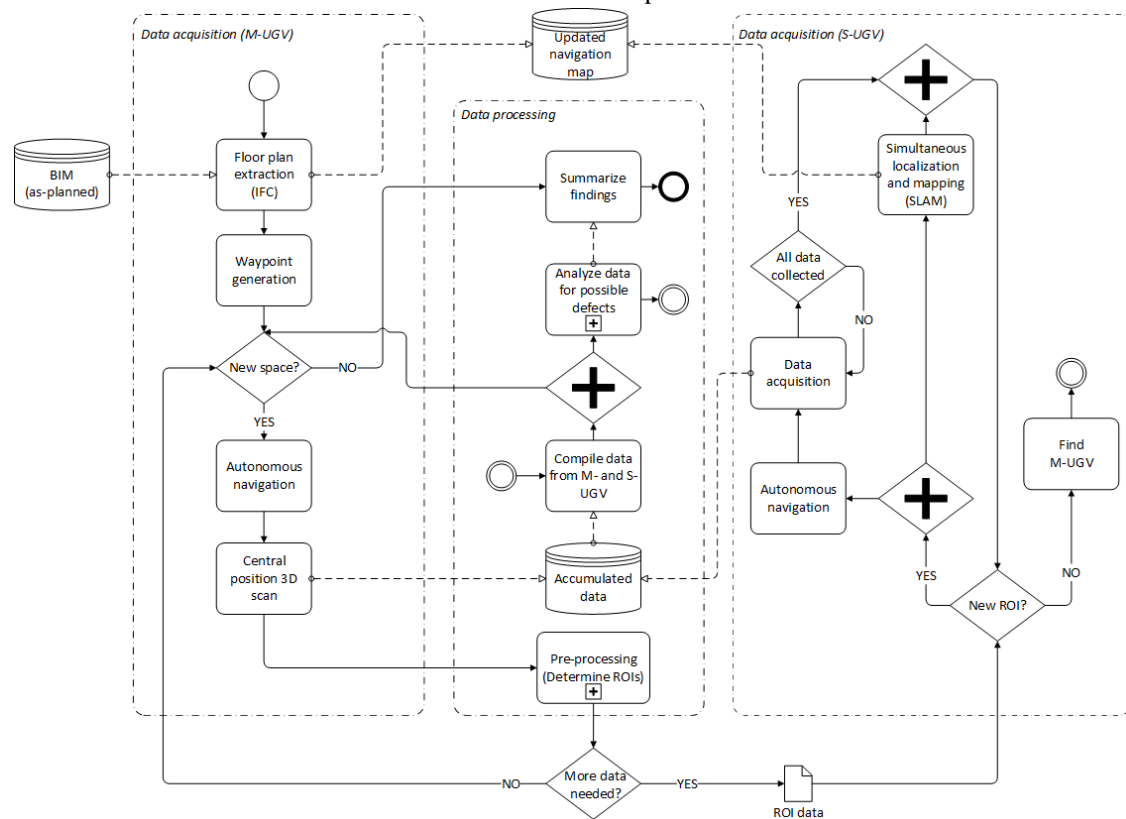 Data acquisition (M-UGV)
Updated
navigation
map
Data acquisition (S-UGV)
Data processing
BIM
(as-planned)
Floor plan
extraction
(IFC)
Waypoint
generation
New space?
NO
YES
Autonomous
navigation
Central
position 3D
scan
Summarize
findings
Analyze data
for possible
defects
Compile data
from M- and S-
UGV
Accumulated
data
Pre-processing
(Determine ROIs)
More data
needed?
NO
YES
ROI data
Simultaneous
localization
and mapping
(SLAM)
YES
All data
collected
NO
Data
acquisition
Autonomous
navigation
Find
M-UGV
YES
New ROI?
NO